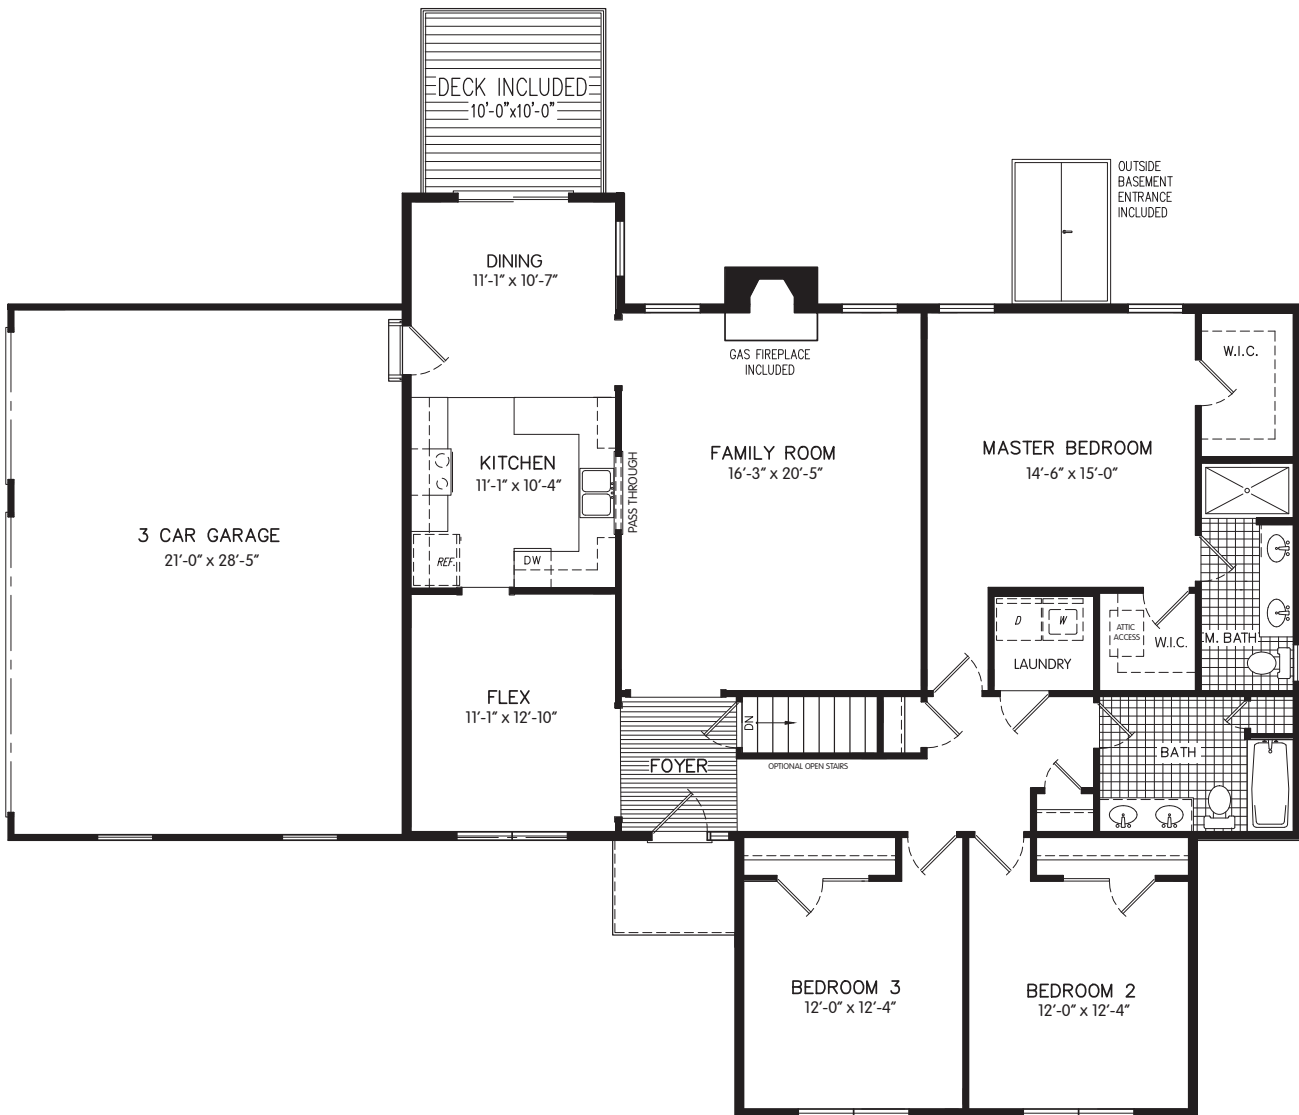 DECK INCLUDED
10'-0"x10'-0"
OUTSIDE
BASEMENT
ENTRANCE
INCLUDED
DINING
11'-1" x 10'-7"
GAS FIREPLACE
INCLUDED
W.I.C.
KITCHEN
11'-1" x 10'-4"
PASS THROUGH
FAMILY ROOM
16'-3" x 20'-5"
MASTER BEDROOM
14'-6" x 15'-0"
3 CAR GARAGE
21'-0" x 28'-5"
REF.
DW
D
W
LAUNDRY
ATTIC
ACCESS
W.I.C.
M. BATH
FLEX
11'-1" x 12'-10"
DN
FOYER
OPTIONAL OPEN STAIRS
BATH
BEDROOM 3
12'-0" x 12'-4"
BEDROOM 2
12'-0" x 12'-4"